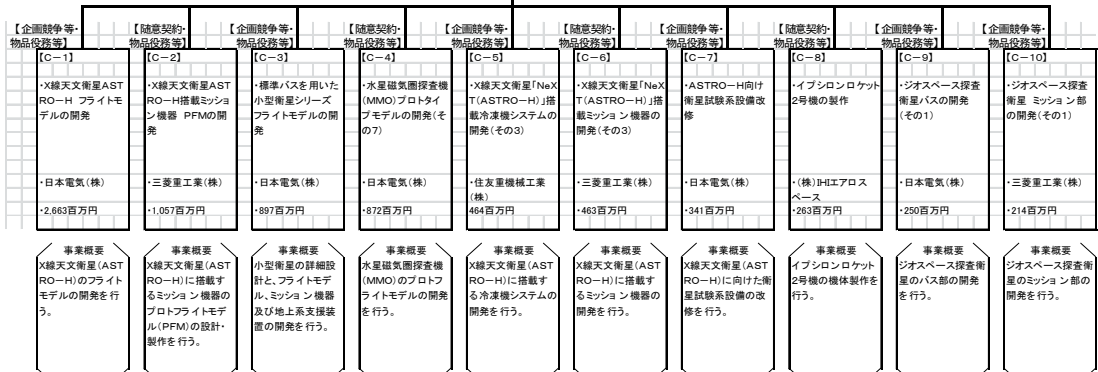 【企画競争等・
物品役務等】
【随意契約・
物品役務等】
【企画競争等・
物品役務等】
【随意契約・
物品役務等】
【企画競争等・
物品役務等】
【随意契約・
物品役務等】
【企画競争等・
物品役務等】
【随意契約・
物品役務等】
【企画競争等・
物品役務等】
【企画競争等・
物品役務等】
【C－1】
・X線天文衛星AST
RO－H フライトモ
デルの開発
・日本電気(株)
・2,663百万円
【C－2】
・X線天文衛星AST
RO－H搭載ミッショ
ン機器 PFMの開
発
・三菱重工業(株)
・1,057百万円
【C－3】
・標準バスを用いた
小型衛星シリーズ
フライトモデルの開
発
・日本電気(株)
・897百万円
【C－4】
・水星磁気圏探査機
(MMO)プロトタイ
プモデルの開発(そ
の7)
・日本電気(株)
・872百万円
【C－5】
・X線天文衛星｢NeX
T(ASTRO－H)｣搭
載冷凍機システムの
開発(その3)
・住友重機械工業
(株)
464百万円
【C－6】
・X線天文衛星｢NeX
T(ASTRO－H)｣搭
載ミッション機器の
開発(その3)
・三菱重工業(株)
・463百万円
【C－7】
・ASTRO－H向け
衛星試験系設備改
修
・日本電気(株)
・341百万円
【C－8】
・イプシロンロケット
2号機の製作
・(株)IHIエアロス
ペース
・263百万円
【C－9】
・ジオスペース探査
衛星バスの開発
(その1)
・日本電気(株)
・250百万円
【C－10】
・ジオスペース探査
衛星 ミッション部
の開発(その1)
・三菱重工業(株)
・214百万円
事業概要
X線天文衛星(AST
RO－H)のフライト
モデルの開発を行
う。
事業概要
X線天文衛星(AST
RO－H)に搭載す
るミッション機器の
プロトフライトモデ
ル(PFM)の設計・
製作を行う。
事業概要
小型衛星の詳細設
計と、フライトモデ
ル、ミッション機器
及び地上系支援装
置の開発を行う。
事業概要
水星磁気圏探査機
(MMO)のプロトフ
ライトモデルの開発
を行う。
事業概要
X線天文衛星(AST
RO－H)に搭載す
る冷凍機システムの
開発を行う。
事業概要
X線天文衛星(AST
RO－H)に搭載す
るミッション機器の
開発を行う。
事業概要
X線天文衛星(AST
RO－H)に向けた衛
星試験系設備の改
修を行う。
事業概要
イプシロンロケット
2号機の機体製作を
行う。
事業概要
ジオスペース探査衛
星のバス部の開発
を行う。
事業概要
ジオスペース探査衛
星のミッション部の
開発を行う。